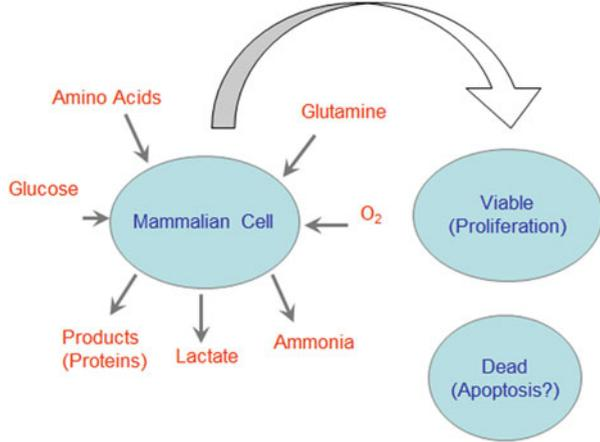 Amino Acids
Glutamine
Glucose
Mammalian Cell
O₂
Viable
(Proliferation)
Products
(Proteins)
Lactate
Ammonia
Dead
(Apoptosis?)